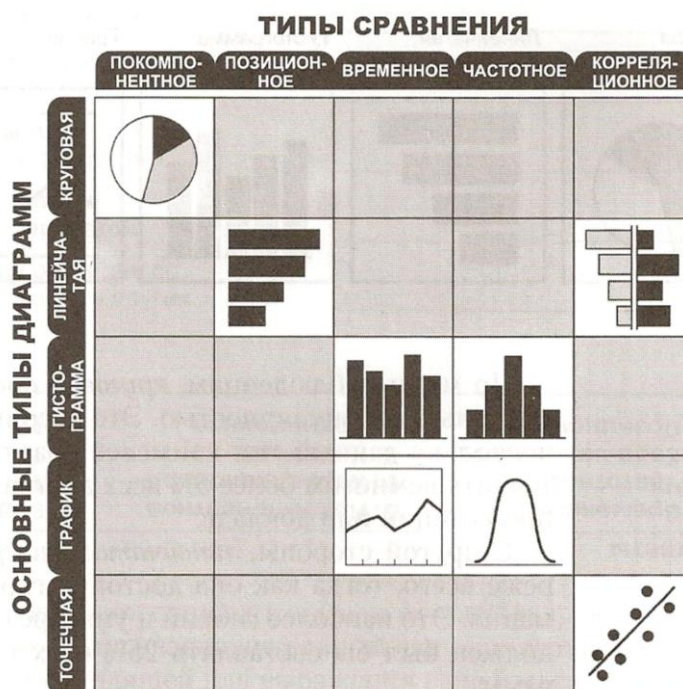 ТИПЫ СРАВНЕНИЯ
ПОКОМПО-
НЕНТНОЕ
ПОЗИЦИОН-
НОЕ
ВРЕМЕННОЕ
ЧАСТОТНОЕ
КОРРЕЛЯ-
ЦИОННОЕ
ОСНОВНЫЕ ТИПЫ ДИАГРАММ
КРУГОВАЯ
ЛИНЕЙЧА-
ТАЯ
ГИСТО-
ГРАММА
ГРАФИК
ТОЧЕЧНАЯ